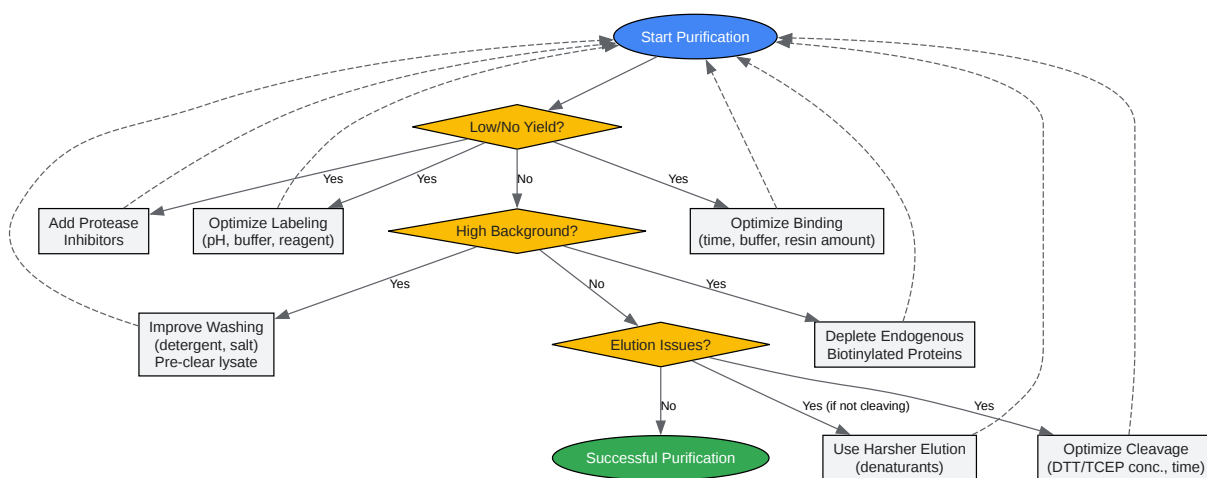 Start Purification
Low/No Yield?
Yes
Yes
No
Yes
Add Protease
Inhibitors
Optimize Labeling
(pH, buffer, reagent)
High Background?
Optimize Binding
(time, buffer, resin amount)
Yes
No
Yes
Improve Washing
(detergent, salt)
Pre-clear lysate
Elution Issues?
Deplete Endogenous
Biotinylated Proteins
No
Yes (if not cleaving)
Yes
Successful Purification
Use Harsher Elution
(denaturants)
Optimize Cleavage
(DTT/TCEP conc., time)